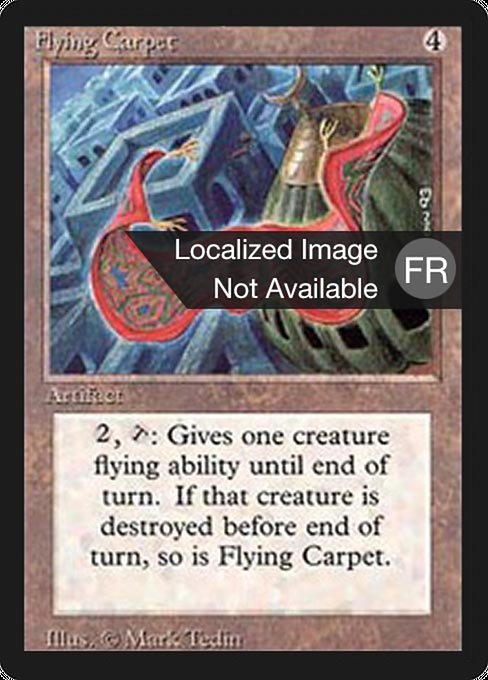 Flying Carpet 4
Localized Image
Not Available
FR
Artifact
2, : Gives one creature
flying ability until end of
turn. If that creature is
destroyed before end of
turn, so is Flying Carpet.
Illus. © Mark Tedin